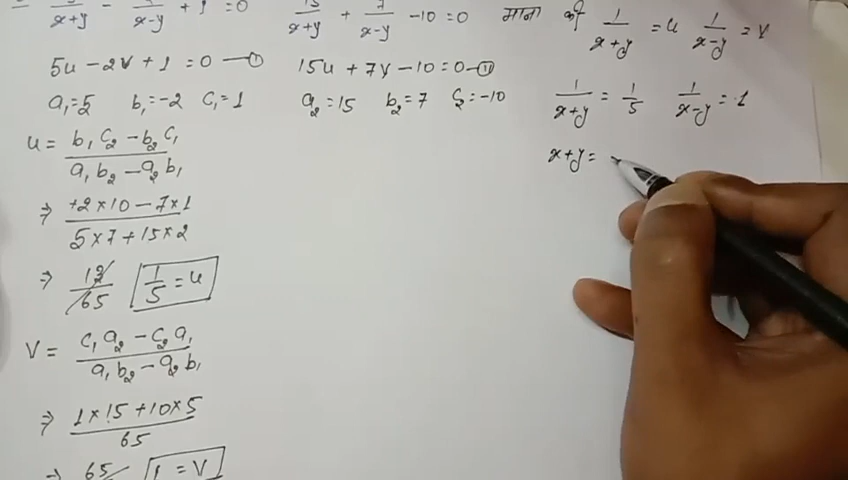 5/(x+y) - 2/(x-y) + 1 = 0    15/(x+y) + 7/(x-y) -10 = 0    माना कि 1/(x+y) = u  1/(x-y) = v
5u - 2v + 1 = 0 — ①    15u + 7v - 10 = 0 — ⑪
a₁=5  b₁=-2  c₁=1    a₂=15  b₂=7  c₂=-10    1/(x+y) = 1/5    1/(x-y) = 1
u = (b₁c₂ - b₂c₁)/(a₁b₂ - a₂b₁)    x+y =
⇒ (+2×10 - 7×1)/(5×7 + 15×2)
⇒ 13/65  1/5 = u
V = (c₁a₂ - c₂a₁)/(a₁b₂ - a₂b₁)
⇒ (1×15 + 10×5)/65
⇒ 65/  1 = V